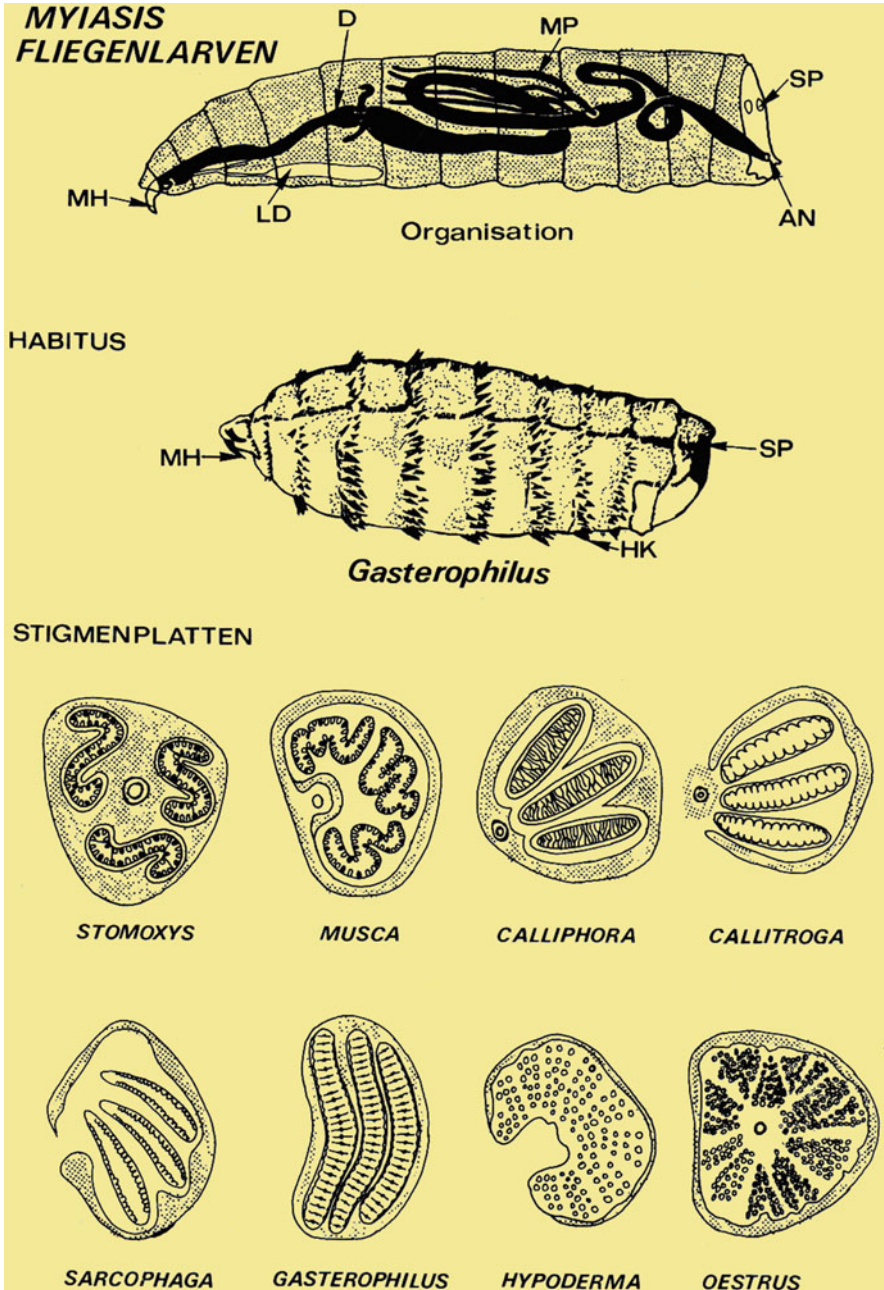 MYIASIS
FLIEGENLARVEN
D
MP
SP
MH
LD
AN
Organisation
HABITUS
MH
SP
HK
Gasterophilus
STIGMENPLATTEN
STOMOXYS
MUSCA
CALLIPHORA
CALLITROGA
SARCOPHAGA
GASTEROPHILUS
HYPODERMA
OESTRUS